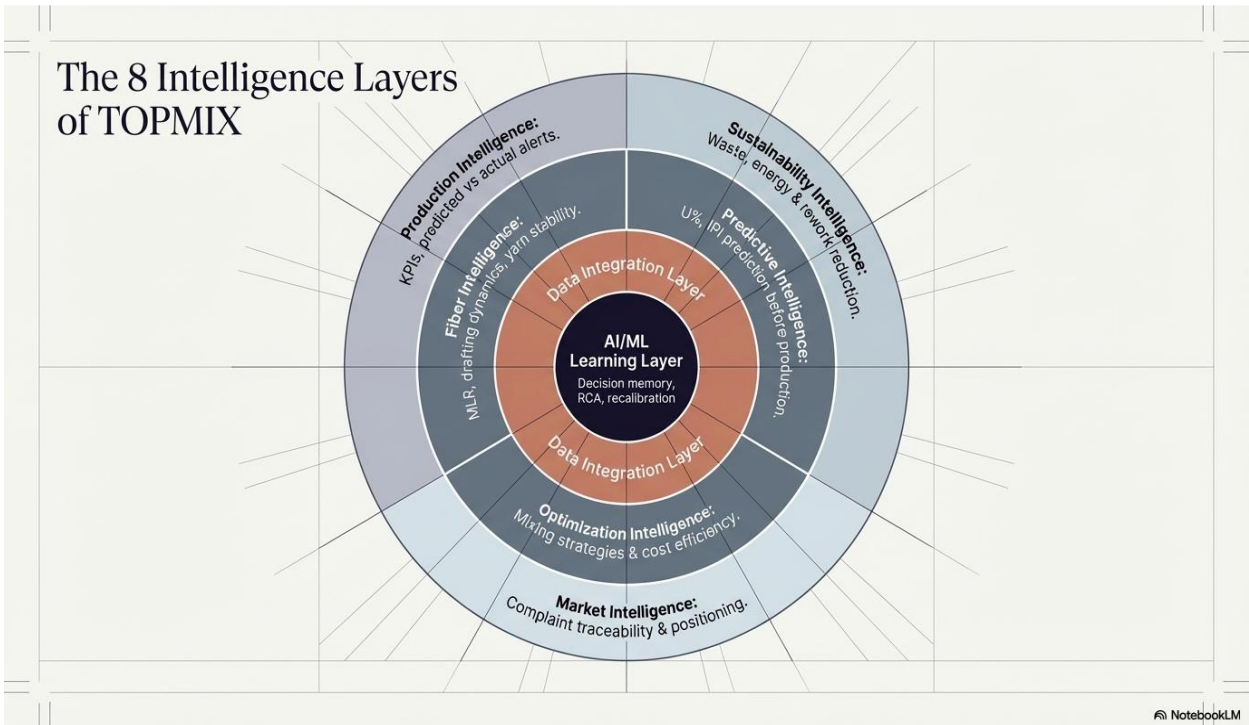 The 8 Intelligence Layers
of TOPMIX
Production Intelligence:
KPIs, predicted vs actual alerts.
Sustainability Intelligence:
Waste, energy & rework reduction.
Fiber Intelligence:
MLR, drafting dynamics, yarn stability.
Predictive Intelligence:
U%, IPI prediction before production.
Data Integration Layer
AI/ML
Learning Layer
Decision memory,
RCA, recalibration
Data Integration Layer
Optimization Intelligence:
Mixing strategies & cost efficiency.
Market Intelligence:
Complaint traceability & positioning.
NotebookLM